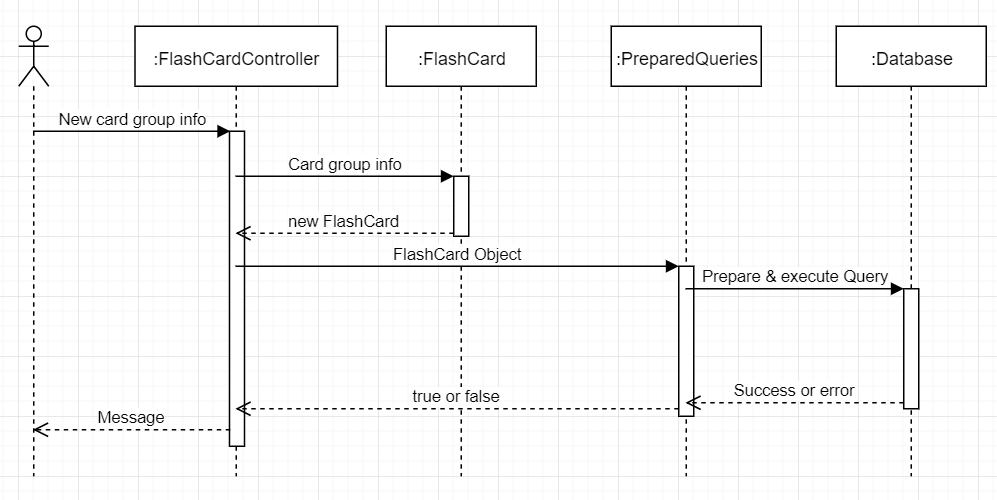 :FlashCardController
:FlashCard
:PreparedQueries
:Database
New card group info
Card group info
new FlashCard
FlashCard Object
Prepare & execute Query
Success or error
true or false
Message